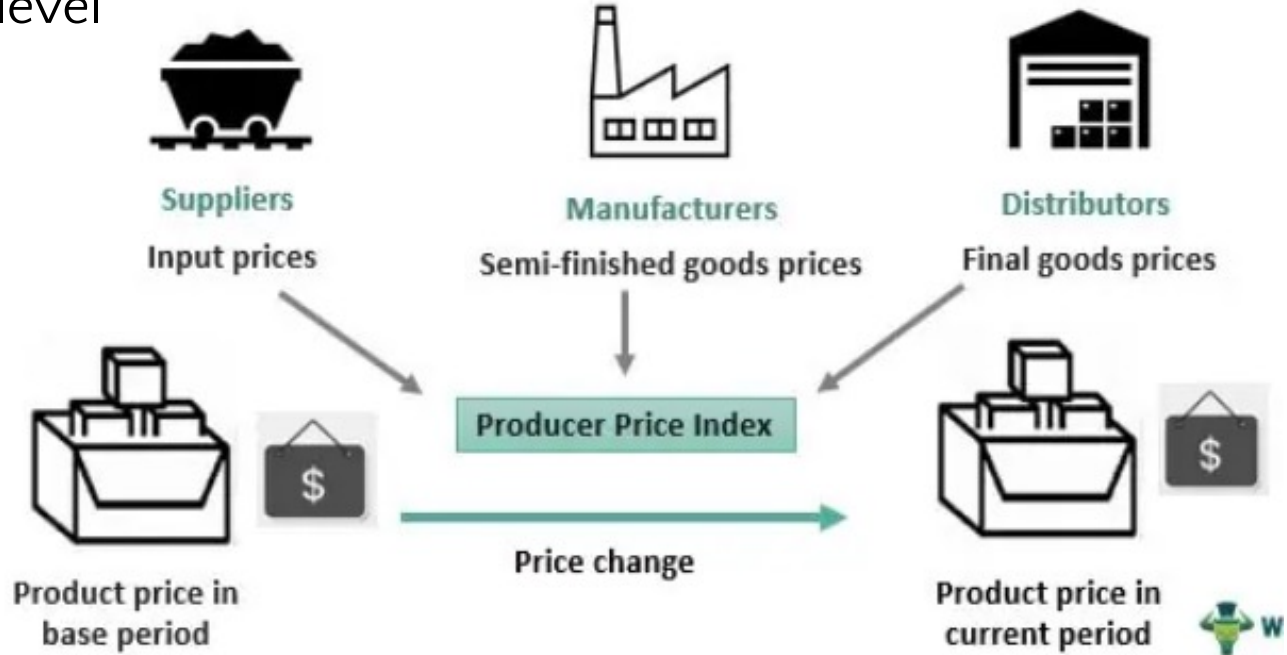 level
Suppliers
Manufacturers
Distributors
Input prices
Semi-finished goods prices
Final goods prices
Producer Price Index
$
$
Price change
Product price in
base period
Product price in
current period
W